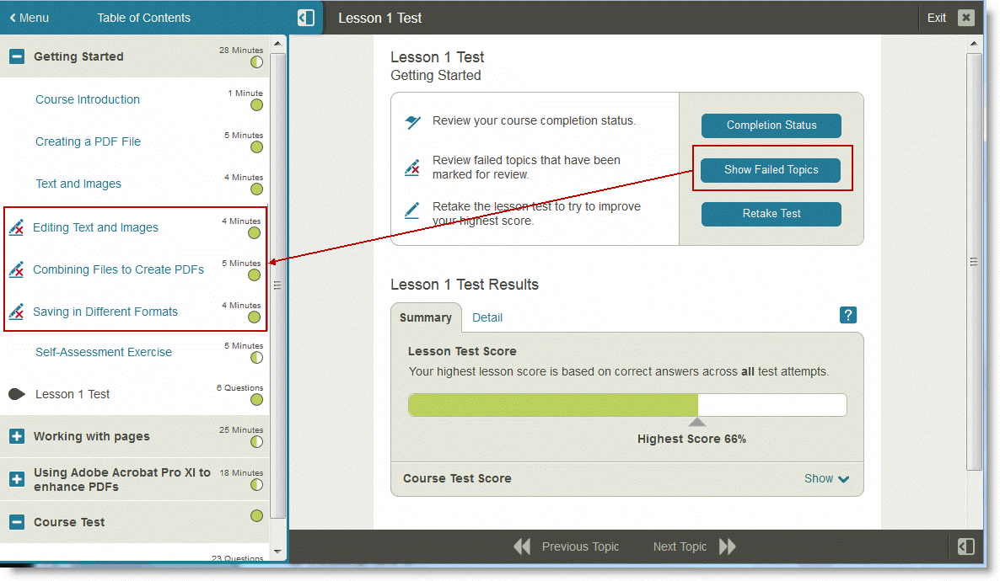 Menu
Table of Contents
Lesson 1 Test
Exit
Getting Started
28 Minutes
Course Introduction
1 Minute
Creating a PDF File
5 Minutes
Text and Images
4 Minutes
Editing Text and Images
4 Minutes
Combining Files to Create PDFs
5 Minutes
Saving in Different Formats
4 Minutes
Self-Assessment Exercise
5 Minutes
Lesson 1 Test
6 Questions
Working with pages
25 Minutes
Using Adobe Acrobat Pro XI to
enhance PDFs
18 Minutes
Course Test
23 Questions
Lesson 1 Test
Getting Started
Review your course completion status.
Completion Status
Review failed topics that have been
marked for review.
Show Failed Topics
Retake the lesson test to try to improve
your highest score.
Retake Test
Lesson 1 Test Results
Summary
Detail
?
Lesson Test Score
Your highest lesson score is based on correct answers across all test attempts.
Highest Score 66%
Course Test Score
Show
Previous Topic
Next Topic